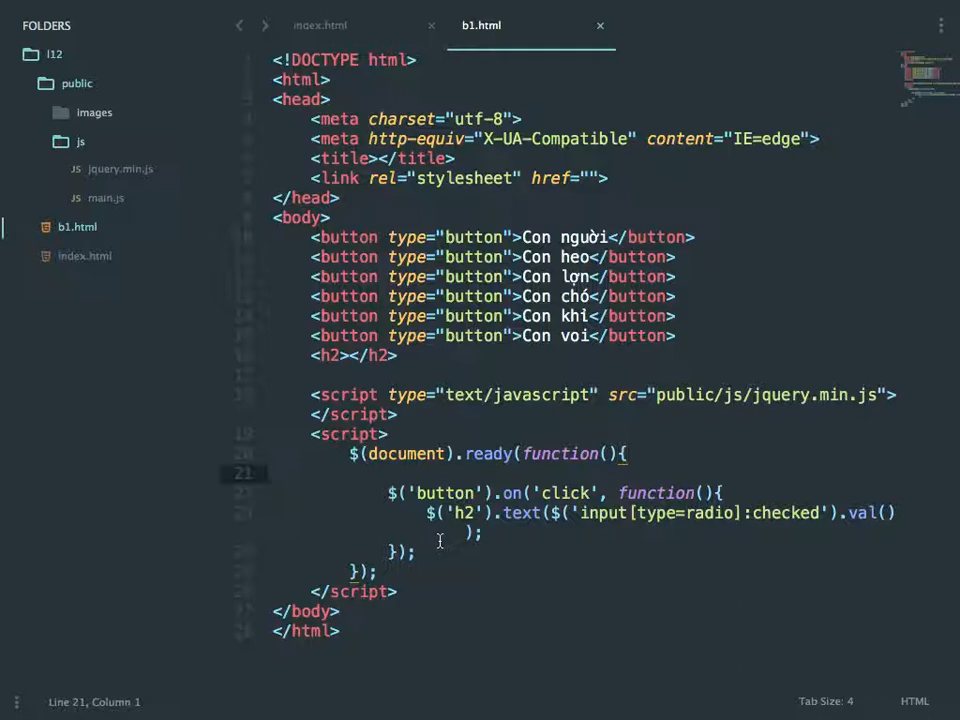 FOLDERS
l12
public
images
js
jquery.min.js
main.js
b1.html
index.html
index.html
b1.html
<!DOCTYPE html>
<html>
<head>
<meta charset="utf-8">
<meta http-equiv="X-UA-Compatible" content="IE=edge">
<title></title>
<link rel="stylesheet" href="">
</head>
<body>
<button type="button">Con người</button>
<button type="button">Con heo</button>
<button type="button">Con lợn</button>
<button type="button">Con chó</button>
<button type="button">Con khỉ</button>
<button type="button">Con voi</button>
<h2></h2>
<script type="text/javascript" src="public/js/jquery.min.js">
</script>
19 <script>
20 $(document).ready(function(){
21
$('button').on('click', function(){
$('h2').text($('input[type=radio]:checked').val()
);
});
});
</script>
</body>
</html>
Line 21, Column 1
Tab Size: 4
HTML